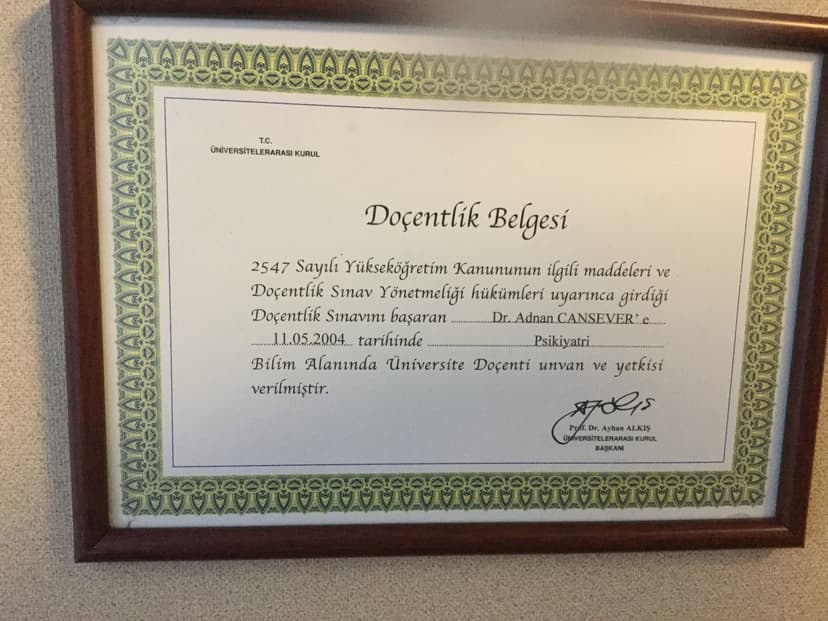 T.C.
ÜNİVERSİTELERARASI KURUL
Doçentlik Belgesi
2547 Sayılı Yükseköğretim Kanununun ilgili maddeleri ve
Doçentlik Sınav Yönetmeliği hükümleri uyarınca girdiği
Doçentlik Sınavını başaran ........ Dr. Adnan CANSEVER' e
11.05.2004 tarihinde ........ Psikiyatri ........
Bilim Alanında Üniversite Doçenti unvan ve yetkisi
verilmiştir.
Prof. Dr. Ayhan ALKIŞ
ÜNİVERSİTELERARASI KURUL
BAŞKANI